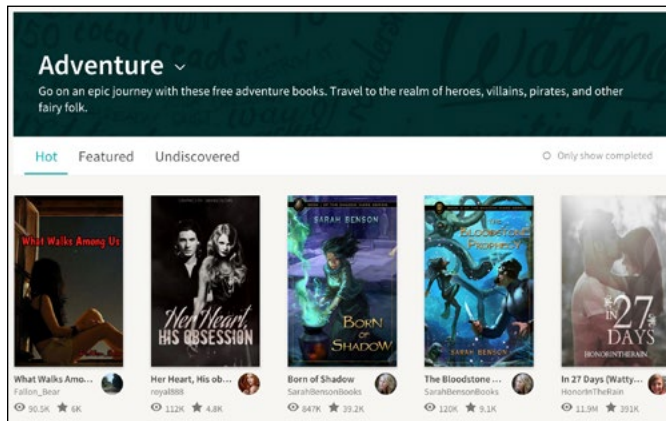 Adventure
Go on an epic journey with these free adventure books. Travel to the realm of heroes, villains, pirates, and other
fairy folk.
Hot Featured Undiscovered Only show completed
What Walks Among Us
Her Heart,
HIS OBSESSION
SARAH BENSON
BORN
OF
SHADOW
THE
BLOODSTONE
PROPHECY
SARAH BENSON
IN
27
DAYS
HONORINTHERAIN
What Walks Amo... Her Heart, His ob... Born of Shadow The Bloodstone ... In 27 Days (Watty...
Fallon_Bear royal888 SarahBensonBooks SarahBensonBooks HonorInTheRain
90.5K 6K 112K 4.8K 847K 39.2K 120K 9.1K 11.9M 391K